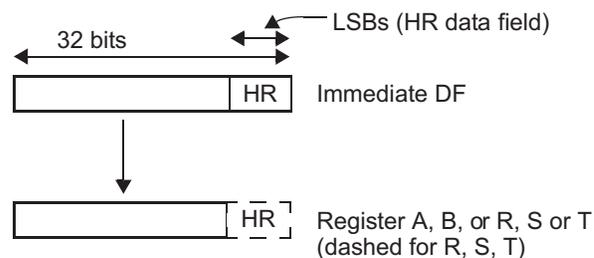 LSBs (HR data field)
32 bits
HR
Immediate DF
HR
Register A, B, or R, S or T
(dashed for R, S, T)